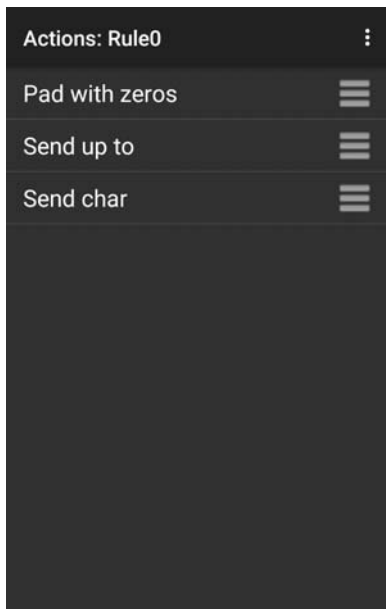 Actions: Rule0
Pad with zeros
Send up to
Send char